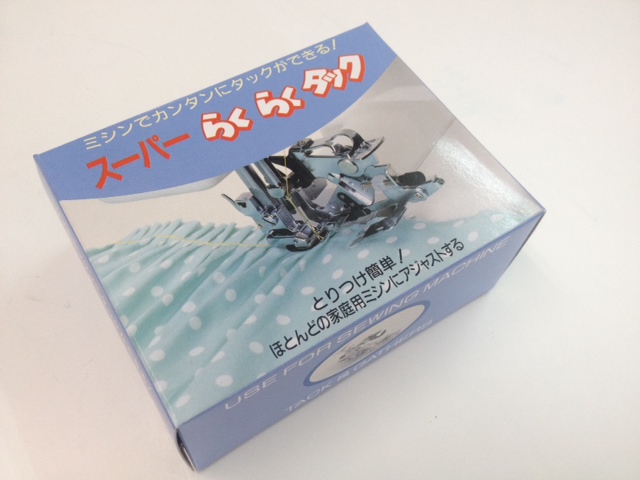 ミシンでカンタンにタックができる!
スーパー らくらくタック
とりつけ簡単!
ほとんどの家庭用ミシンにアジャストする
USE FOR SEWING MACHINE
TACK & GATHERS